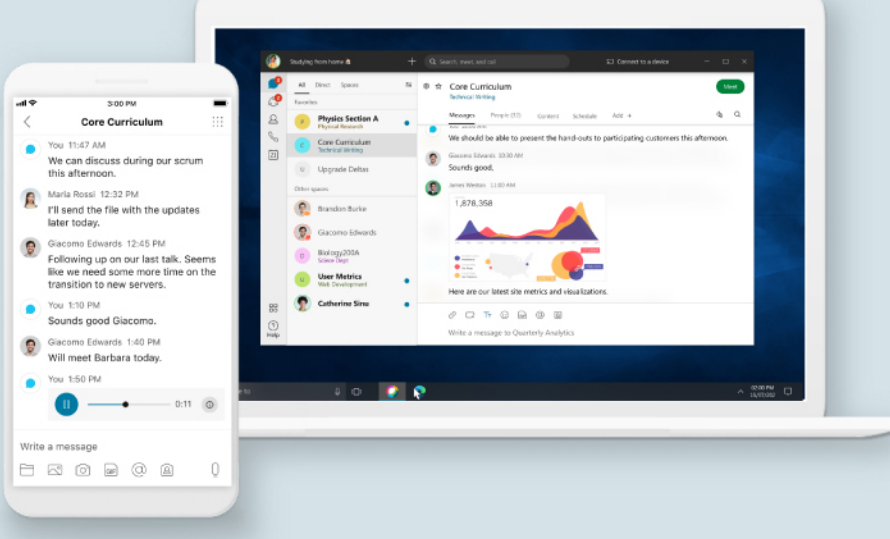 3:00 PM
Core Curriculum
You 11:47 AM
We can discuss during our scrum
this afternoon.
Maria Rossi 12:32 PM
I'll send the file with the updates
later today.
Giacomo Edwards 12:45 PM
Following up on our last talk. Seems
like we need some more time on the
transition to new servers.
You 1:10 PM
Sounds good Giacomo.
Giacomo Edwards 1:40 PM
Will meet Barbara today.
You 1:50 PM
0:11
Write a message
GIF
Studying from home
Search, meet, and call
Connect to a device
All Direct Spaces
Favorites
P Physics Section A
Physical Research
C Core Curriculum
Technical Writing
U Upgrade Deltas
Other spaces
Brandon Burke
Giacomo Edwards
Biology200A
Science Dept
U User Metrics
Web Development
Catherine Sinu
Help
Core Curriculum
Technical Writing
Meet
Messages People (12) Content Schedule Add +
We should be able to present the hand-outs to participating customers this afternoon.
Giacomo Edwards 10:30 AM
Sounds good,
James Weston 11:00 AM
1,878,358
Here are our latest site metrics and visualizations.
Write a message to Quarterly Analytics
02:00 PM